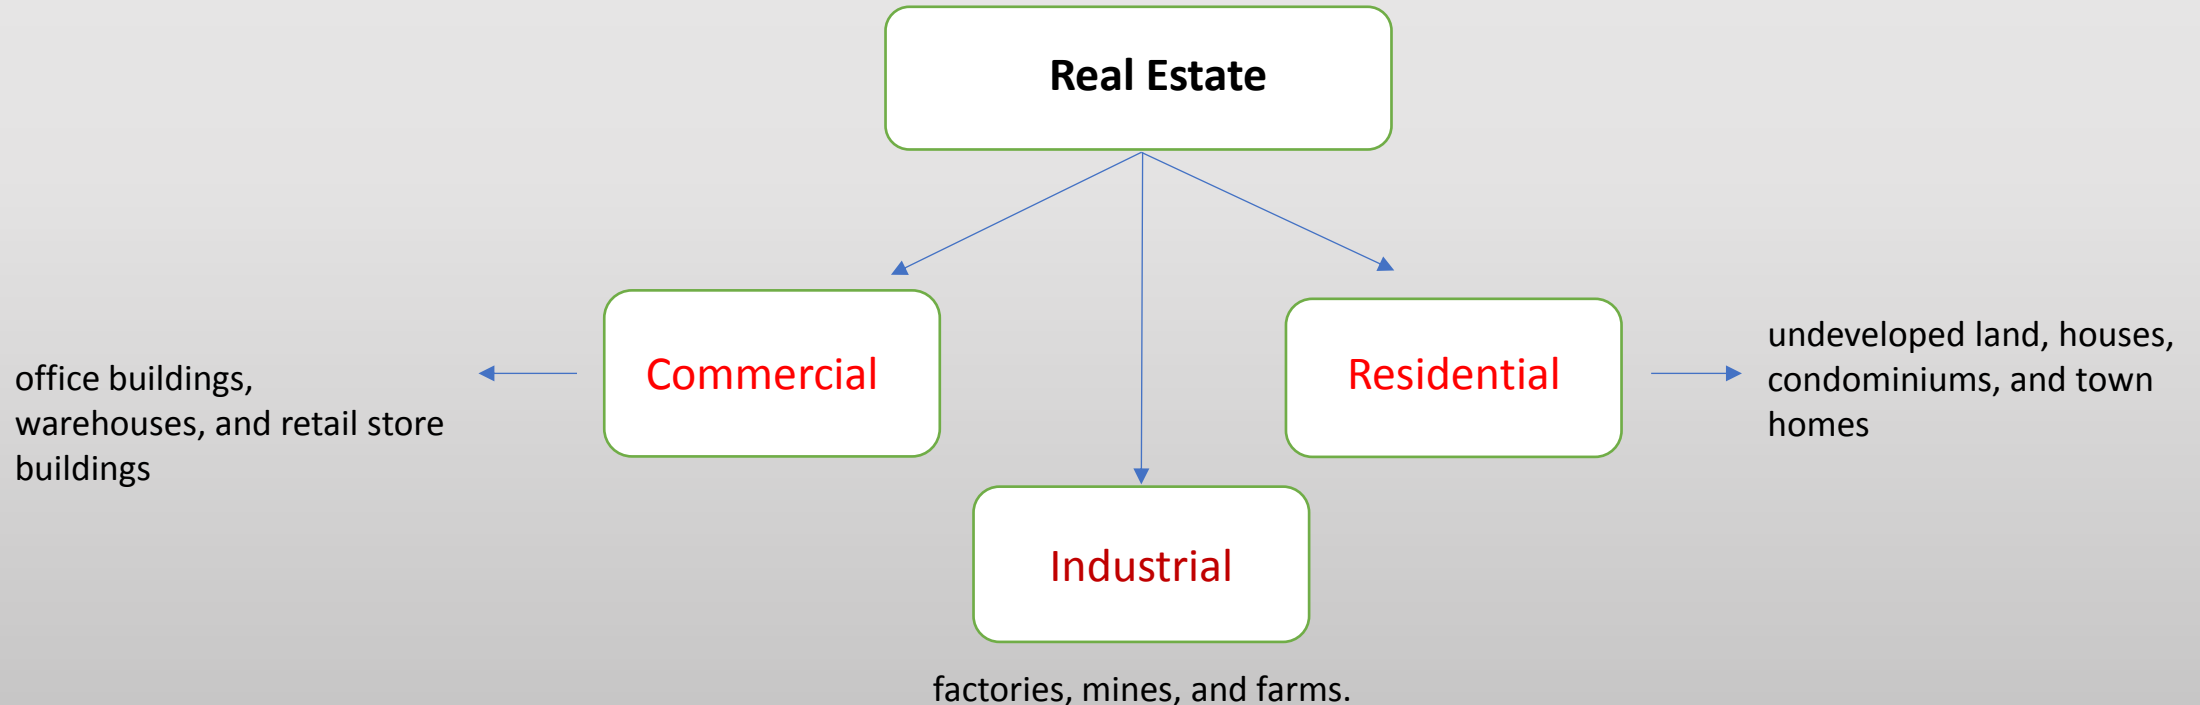 Real Estate
Commercial
office buildings,
warehouses, and retail store
buildings
Residential
undeveloped land, houses,
condominiums, and town
homes
Industrial
factories, mines, and farms.